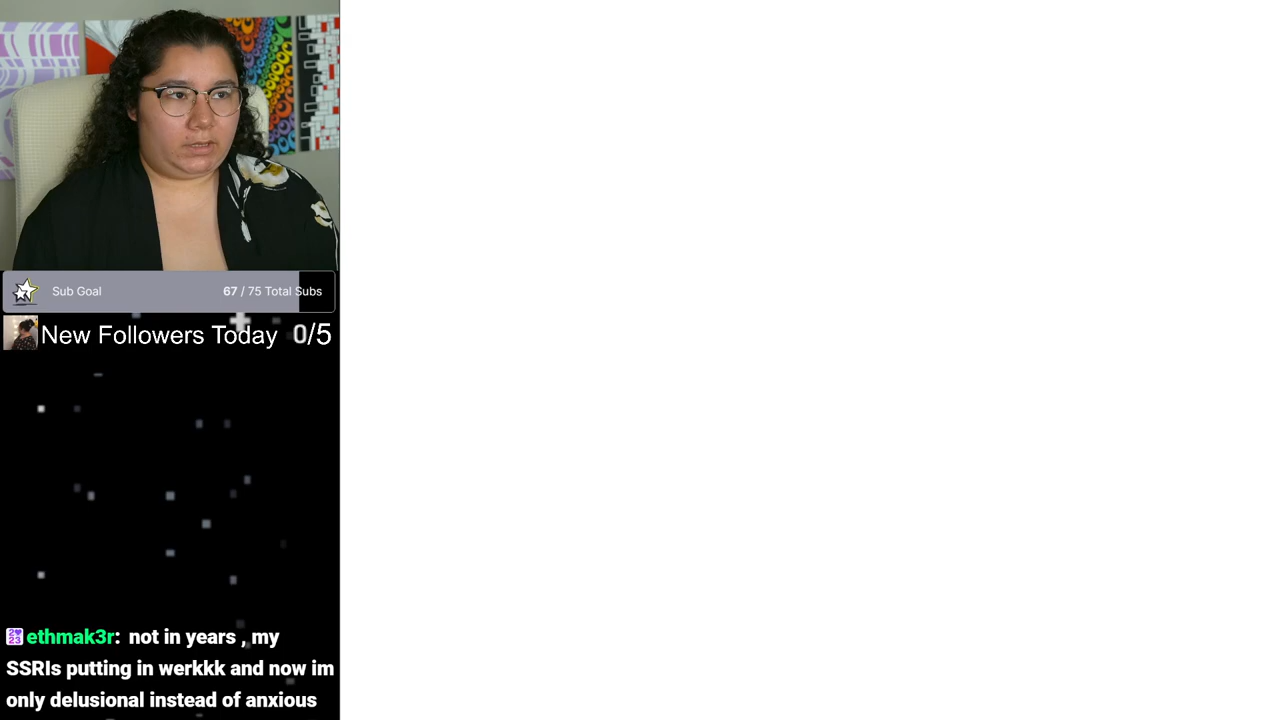 Sub Goal 67 / 75 Total Subs
New Followers Today 0/5
ethmak3r: not in years , my
SSRIs putting in werkkk and now im
only delusional instead of anxious